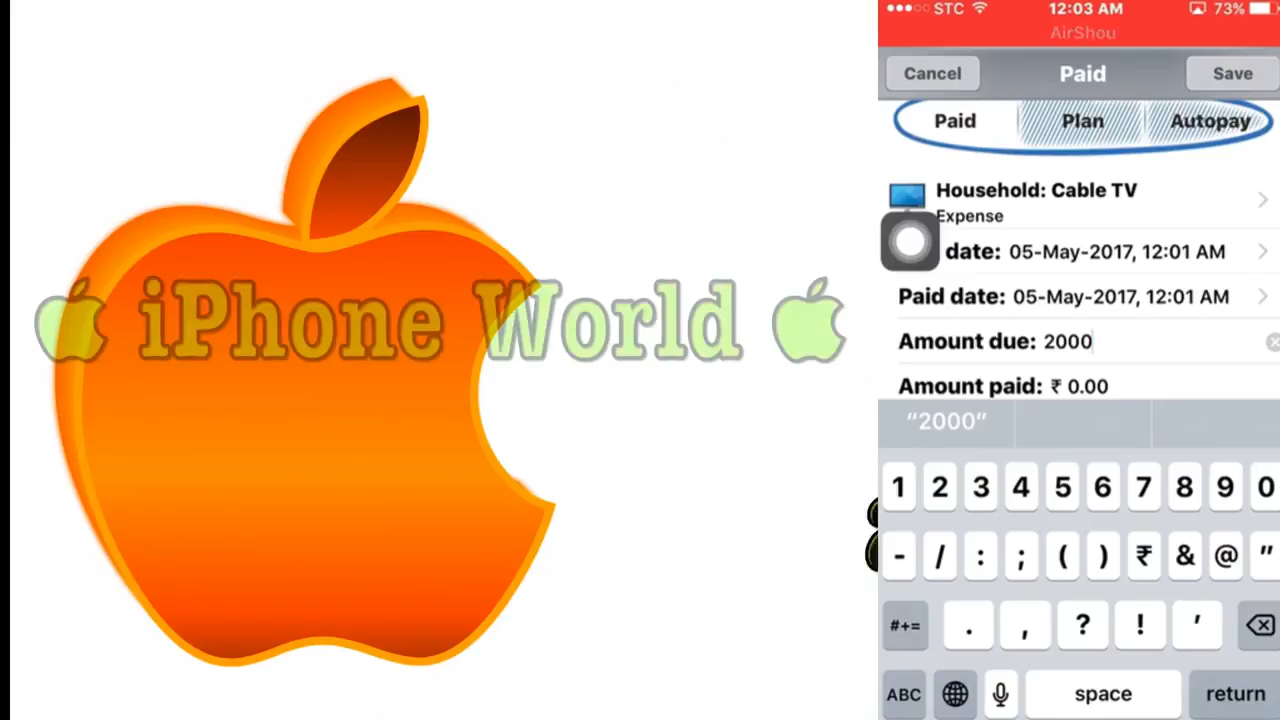 iPhone World
STC 12:03 AM 73%
AirShou
Cancel Paid Save
Paid Plan Autopay
Household: Cable TV
Expense
date: 05-May-2017, 12:01 AM
Paid date: 05-May-2017, 12:01 AM
Amount due: 2000
Amount paid: ₹ 0.00
"2000"
1 2 3 4 5 6 7 8 9 0
- / : ; ( ) ₹ & @ "
#+= . , ? ! '
ABC space return